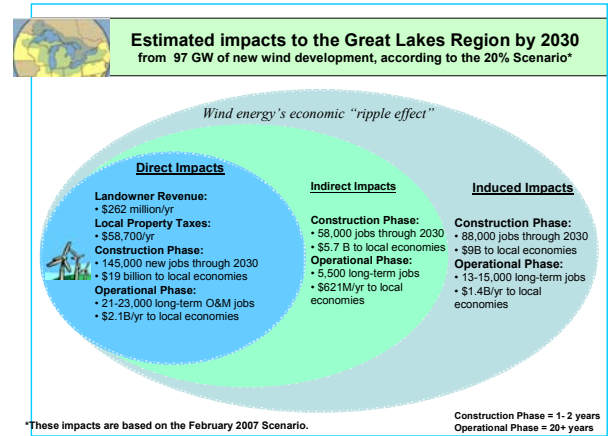 Estimated impacts to the Great Lakes Region by 2030
from 97 GW of new wind development, according to the 20% Scenario*
Wind energy's economic "ripple effect"
Direct Impacts
Landowner Revenue:
• $262 million/yr
Local Property Taxes:
• $58,700/yr
Construction Phase:
• 145,000 new jobs through 2030
• $19 billion to local economies
Operational Phase:
• 21-23,000 long-term O&M jobs
• $2.1B/yr to local economies
Indirect Impacts
Construction Phase:
• 58,000 jobs through 2030
• $5.7 B to local economies
Operational Phase:
• 5,500 long-term jobs
• $621M/yr to local
economies
Induced Impacts
Construction Phase:
• 88,000 jobs through 2030
• $9B to local economies
Operational Phase:
• 13-15,000 long-term jobs
• $1.4B/yr to local
economies
*These impacts are based on the February 2007 Scenario.
Construction Phase = 1- 2 years
Operational Phase = 20+ years